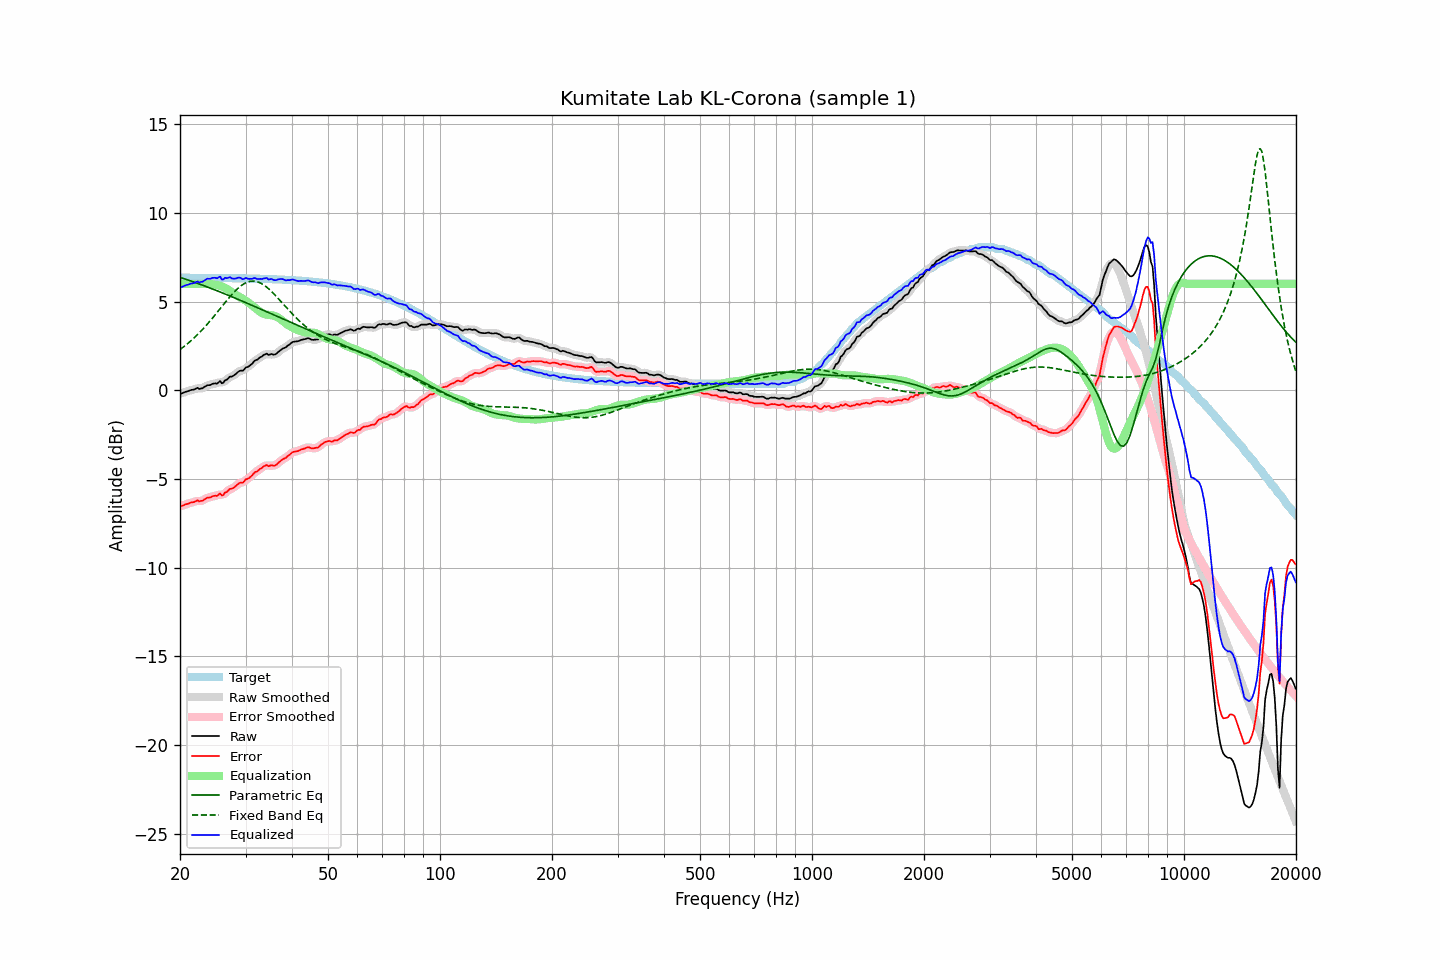 Kumitate Lab KL-Corona (sample 1)
15
10
5
0
−5
−10
−15
−20
−25
Amplitude (dBr)
Target
Raw Smoothed
Error Smoothed
Raw
Error
Equalization
Parametric Eq
Fixed Band Eq
Equalized
20 50 100 200 500 1000 2000 5000 10000 20000
Frequency (Hz)